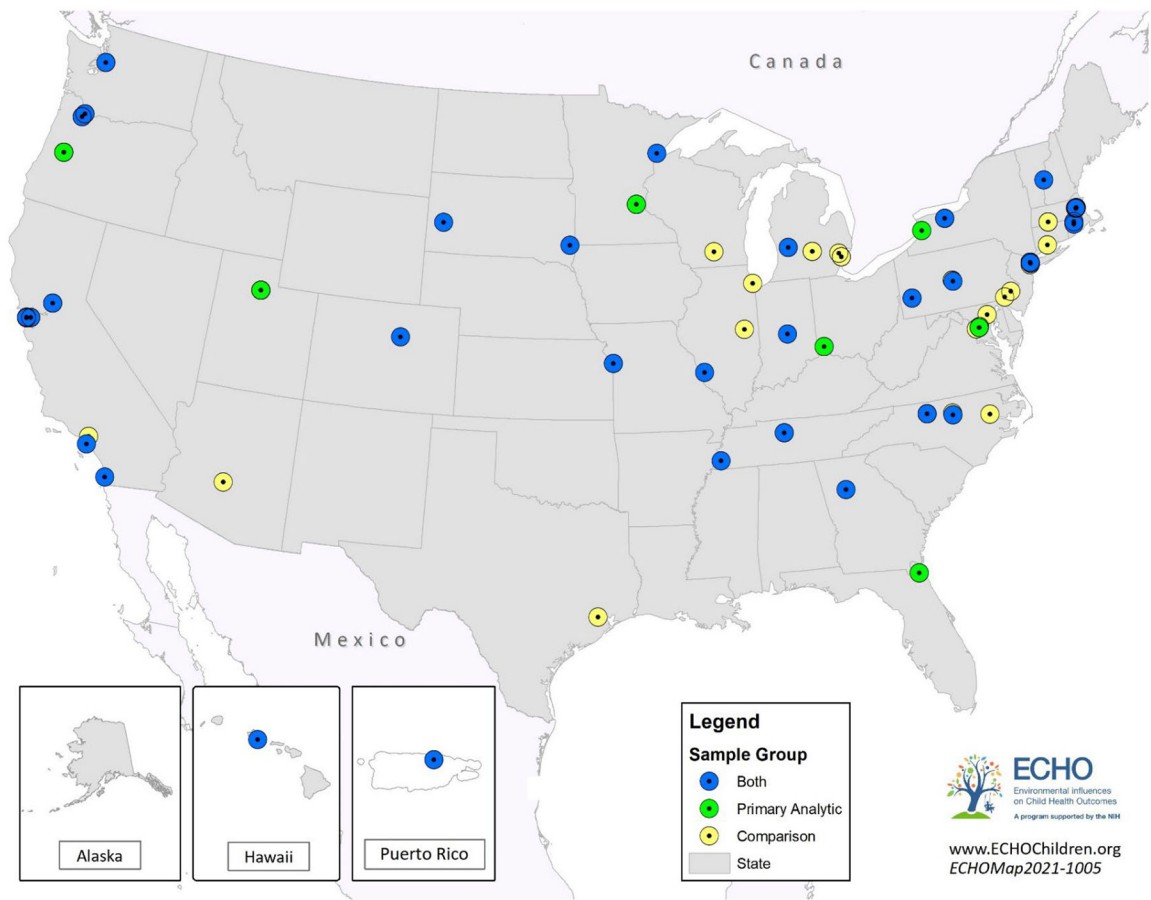 Canada
Mexico
Alaska
Hawaii
Puerto Rico
Legend
Sample Group
Both
Primary Analytic
Comparison
State
ECHO
Environmental influences
on Child Health Outcomes
A program supported by the NIH
www.ECHOChildren.org
ECHOMap2021-1005